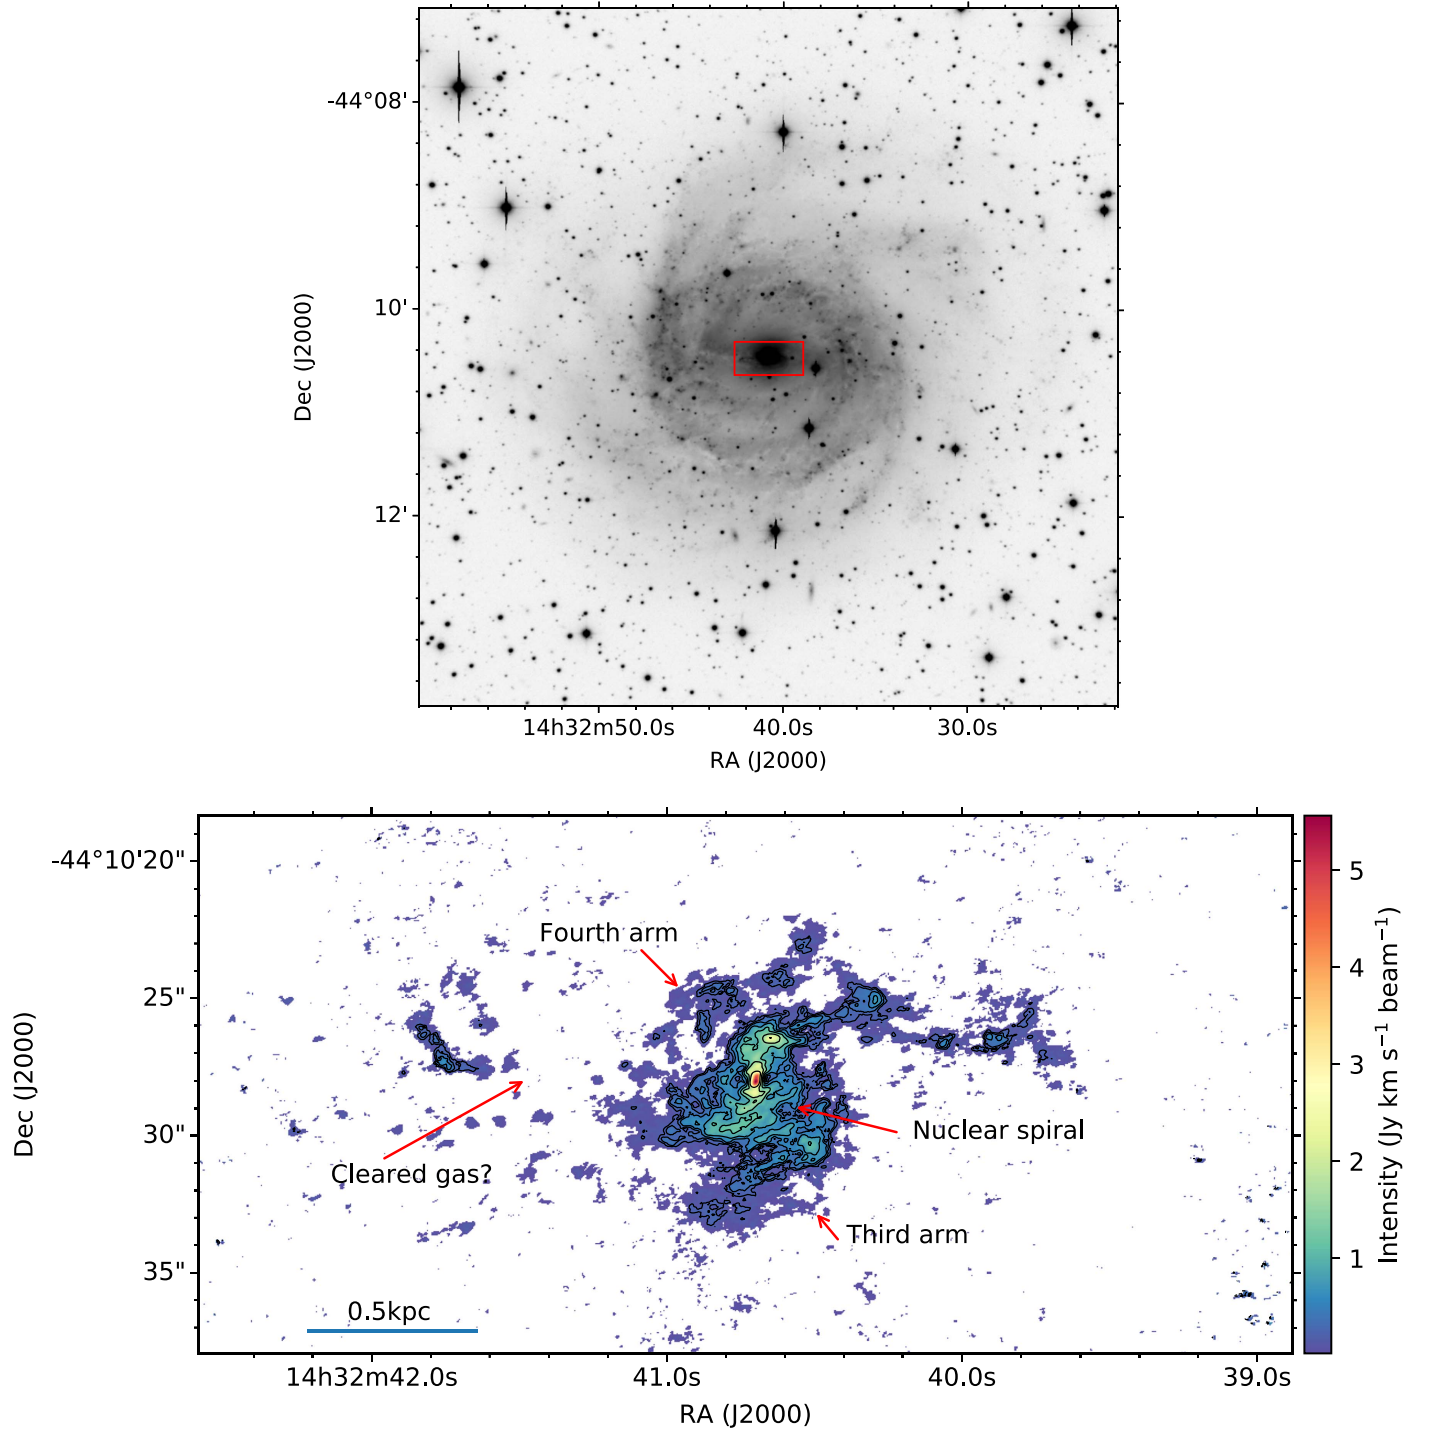 -44°08'
10'
12'
Dec (J2000)
14h32m50.0s
40.0s
30.0s
RA (J2000)
-44°10'20"
25"
30"
35"
Dec (J2000)
Fourth arm
Cleared gas?
Nuclear spiral
Third arm
0.5kpc
14h32m42.0s
41.0s
40.0s
39.0s
RA (J2000)
5
4
3
2
1
Intensity (Jy km s⁻¹ beam⁻¹)